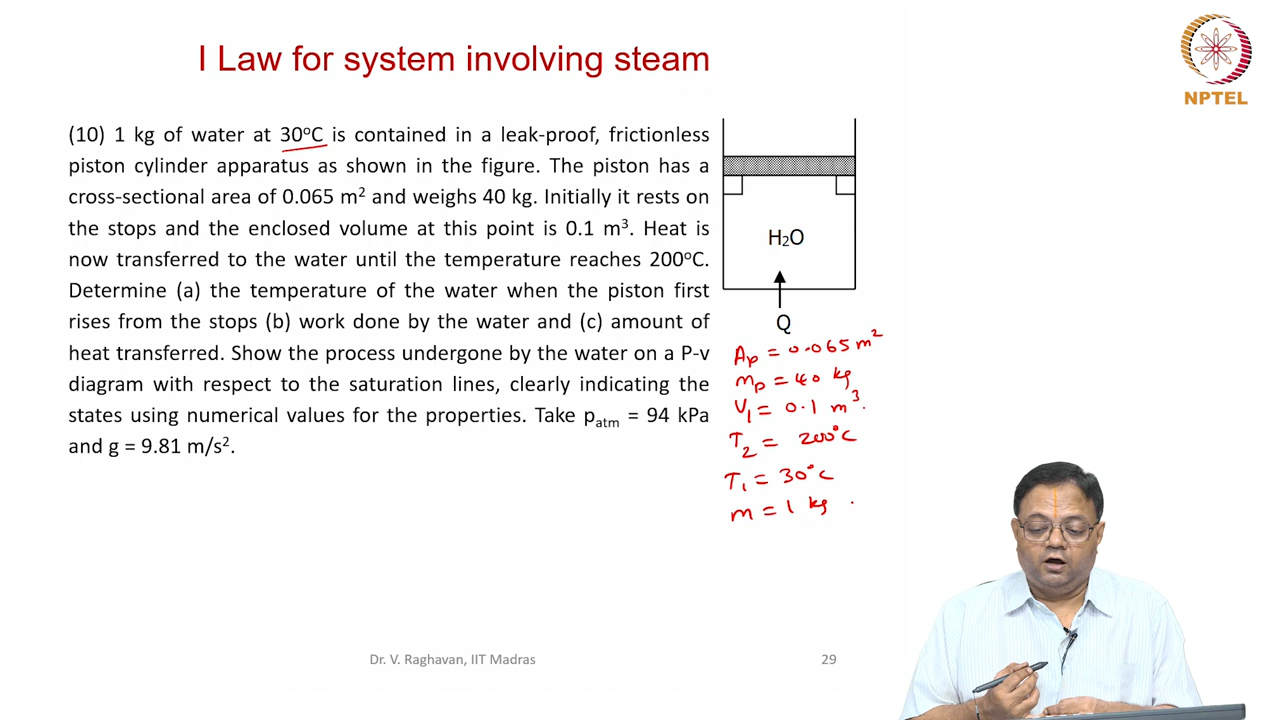 I Law for system involving steam
NPTEL
(10) 1 kg of water at 30°C is contained in a leak-proof, frictionless
piston cylinder apparatus as shown in the figure. The piston has a
cross-sectional area of 0.065 m² and weighs 40 kg. Initially it rests on
the stops and the enclosed volume at this point is 0.1 m³. Heat is
now transferred to the water until the temperature reaches 200°C.
Determine (a) the temperature of the water when the piston first
rises from the stops (b) work done by the water and (c) amount of
heat transferred. Show the process undergone by the water on a P-v
diagram with respect to the saturation lines, clearly indicating the
states using numerical values for the properties. Take pₐₜₘ = 94 kPa
and g = 9.81 m/s².
H₂O
Q
Aₚ = 0.065 m²
mₚ = 40 kg
V₁ = 0.1 m³.
T₂ = 200°C
T₁ = 30°C
m = 1 kg
Dr. V. Raghavan, IIT Madras
29